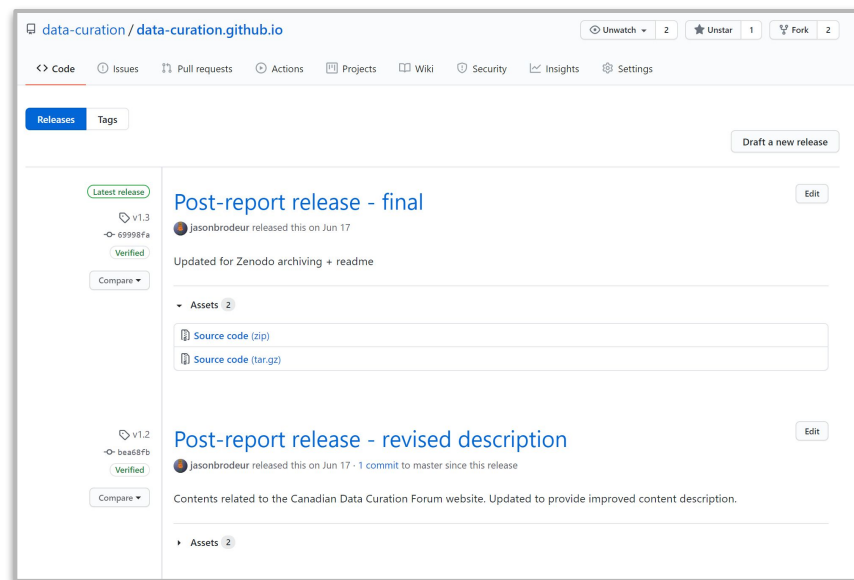 data-curation / data-curation.github.io
Unwatch 2 Unstar 1 Fork 2
Code Issues Pull requests Actions Projects Wiki Security Insights Settings
Releases Tags
Draft a new release
Latest release
v1.3
69998fa
Verified
Compare
Post-report release - final
Edit
jasonbrodeur released this on Jun 17
Updated for Zenodo archiving + readme
Assets 2
Source code (zip)
Source code (tar.gz)
v1.2
bea68fb
Verified
Compare
Post-report release - revised description
Edit
jasonbrodeur released this on Jun 17 · 1 commit to master since this release
Contents related to the Canadian Data Curation Forum website. Updated to provide improved content description.
Assets 2